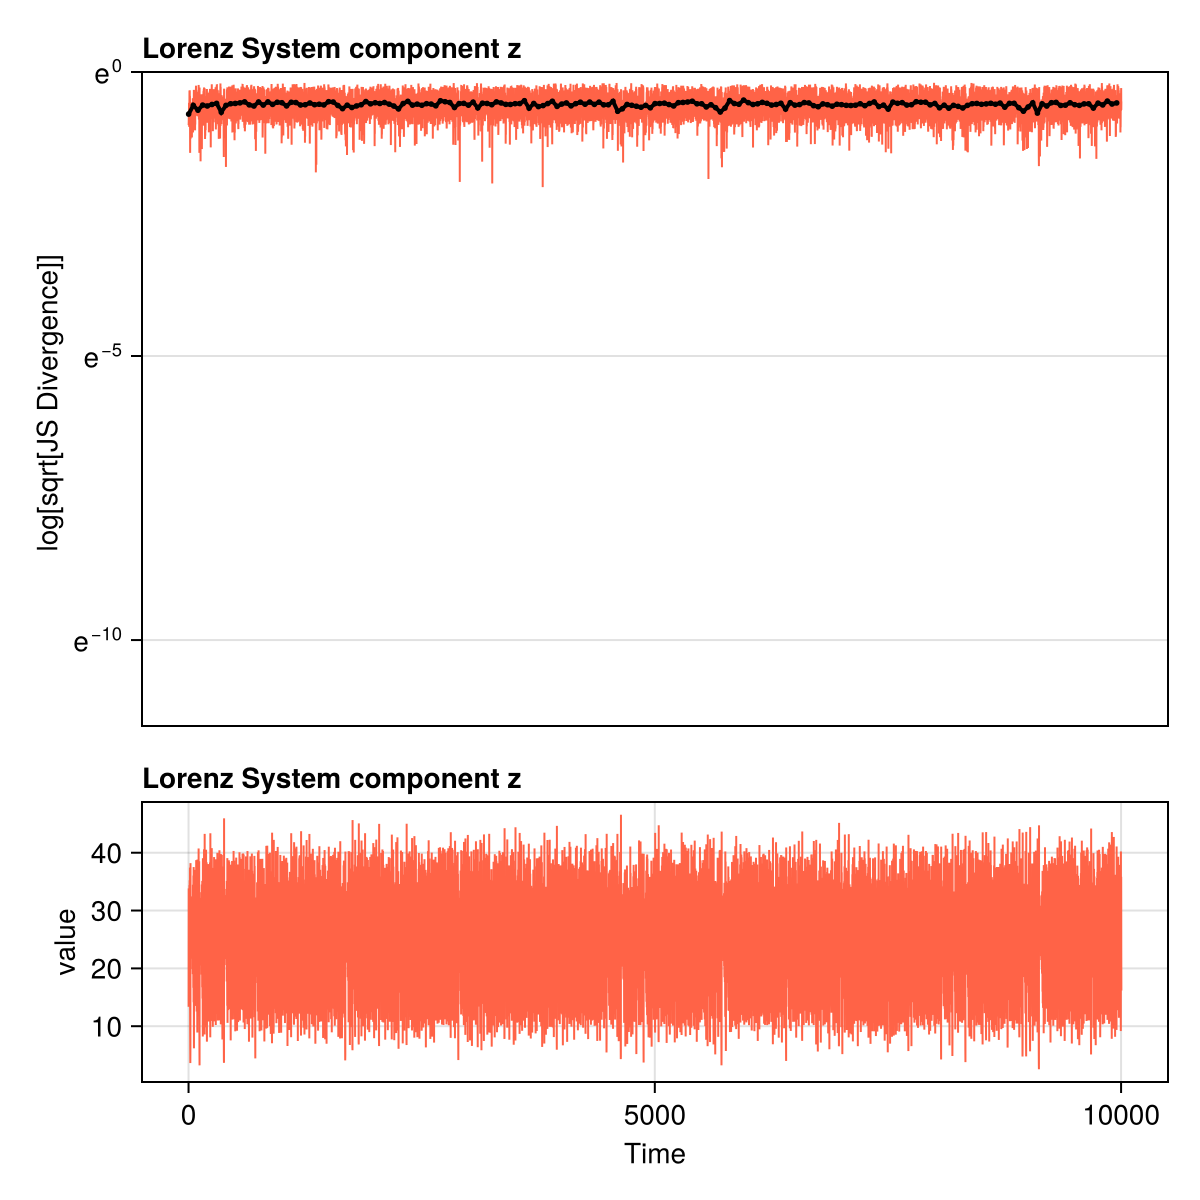 Lorenz System component z
e^0
e^−5
e^−10
log[sqrt[JS Divergence]]
Lorenz System component z
40
30
20
10
value
0 5000 10000
Time